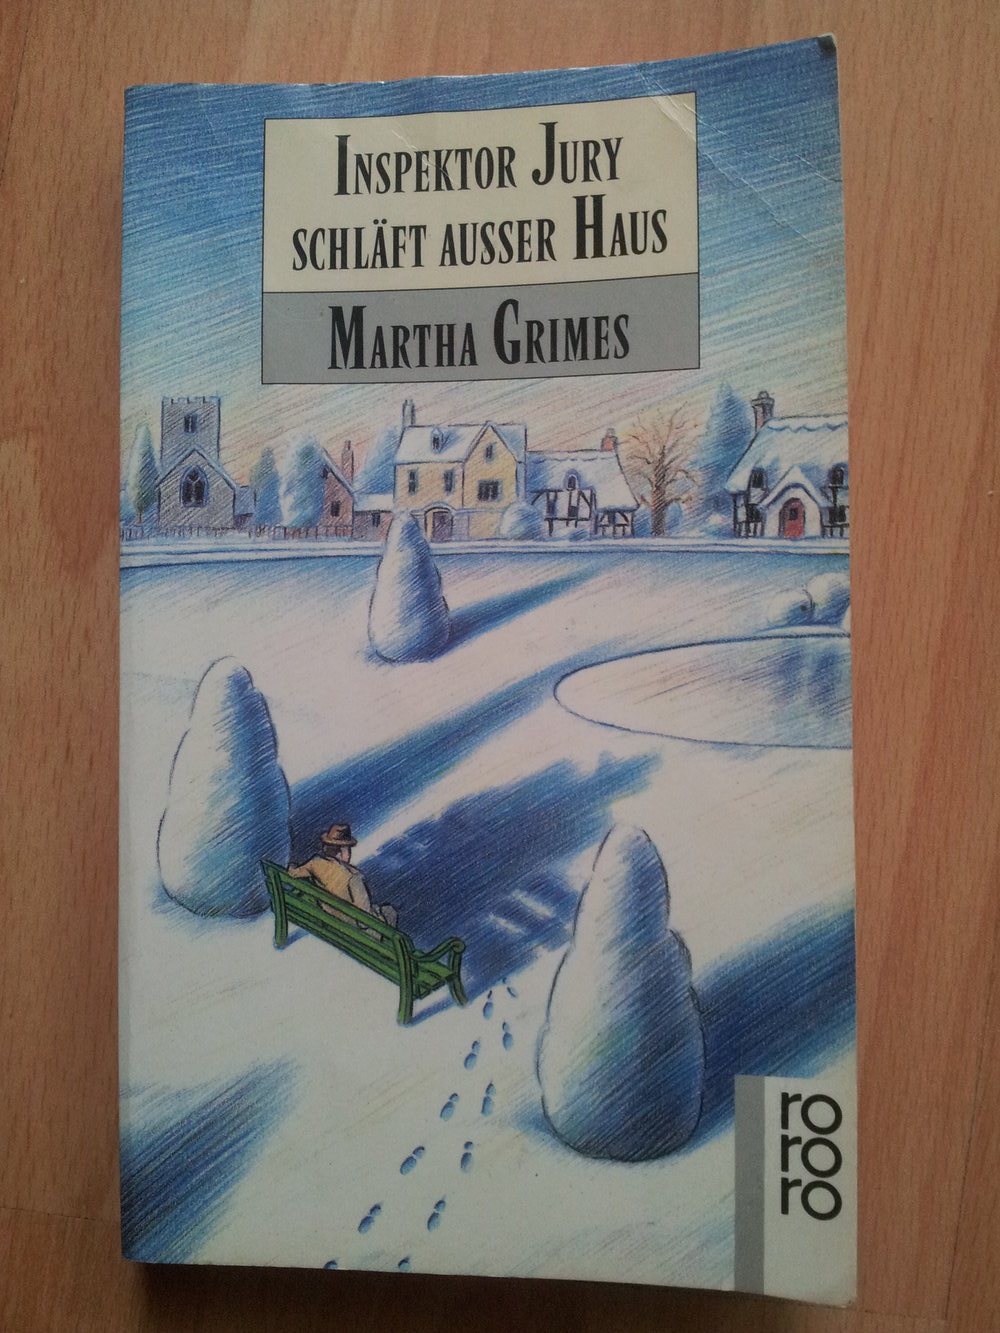 INSPEKTOR JURY
SCHLÄFT AUSSER HAUS
MARTHA GRIMES
ro
ro
ro